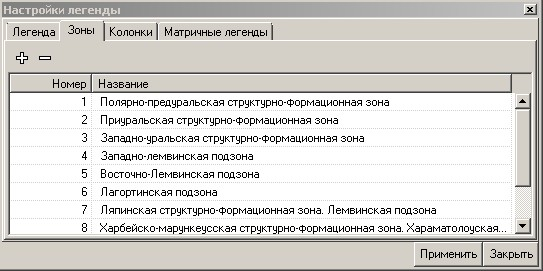 Настройки легенды
Легенда Зоны Колонки Матричные легенды
Номер Название
1 Полярно-предуральская структурно-формационная зона
2 Приуральская структурно-формационная зона
3 Западно-уральская структурно-формационная зона
4 Западно-лемвинская подзона
5 Восточно-Лемвинская подзона
6 Лагортинская подзона
7 Ляпинская структурно-формационная зона. Лемвинская подзона
8 Харбейско-марункеусская структурно-формационная зона. Хараматолоуская...
Применить Закрыть